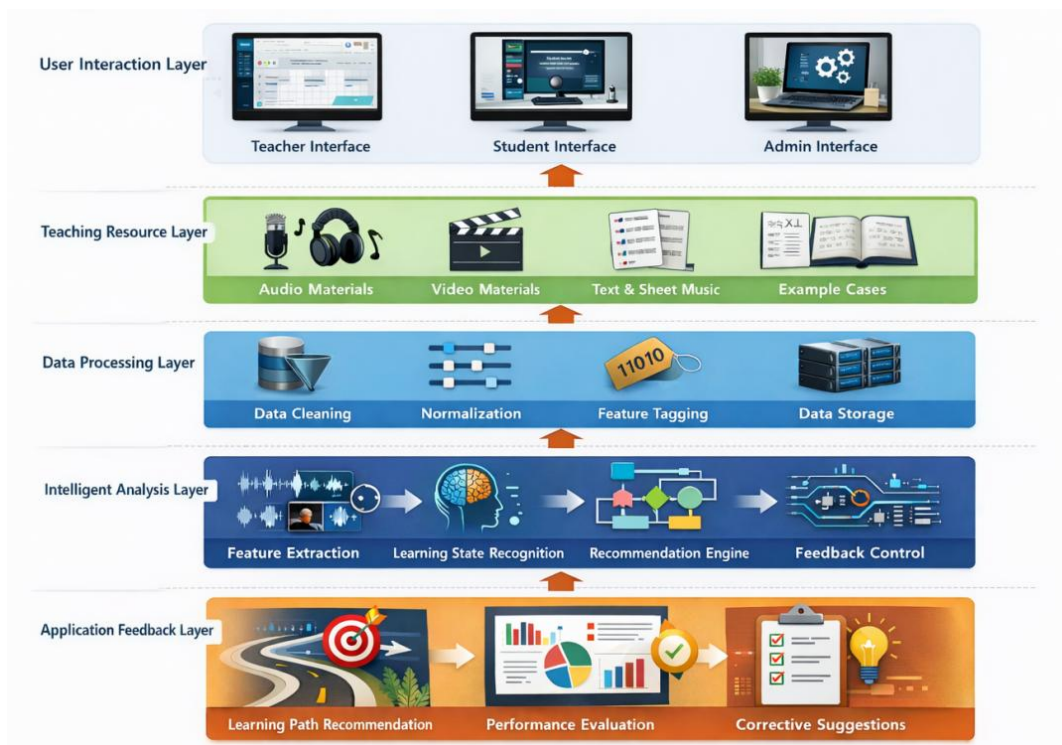 User Interaction Layer
Teacher Interface
Student Interface
Admin Interface
Teaching Resource Layer
Audio Materials
Video Materials
Text & Sheet Music
Example Cases
Data Processing Layer
11010
Data Cleaning
Normalization
Feature Tagging
Data Storage
Intelligent Analysis Layer
Feature Extraction
Learning State Recognition
Recommendation Engine
Feedback Control
Application Feedback Layer
Learning Path Recommendation
Performance Evaluation
Corrective Suggestions